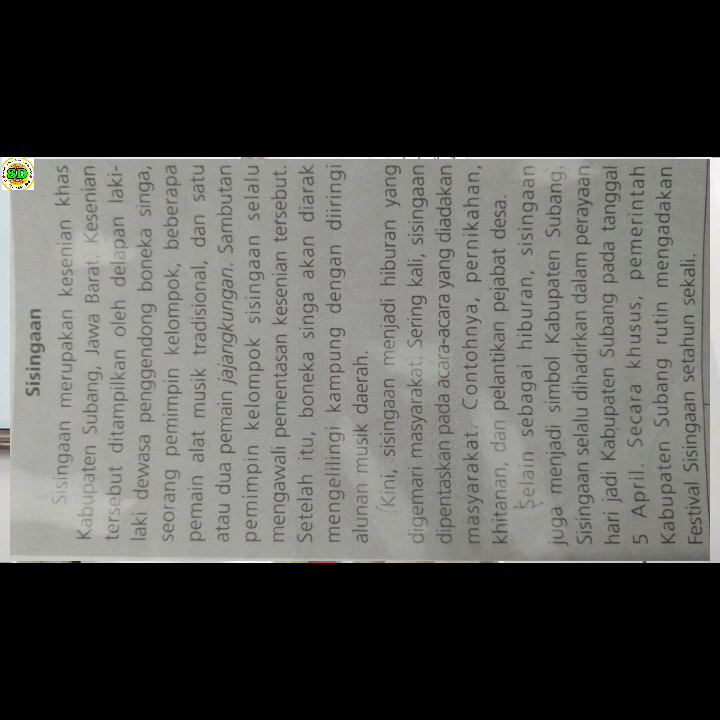 SD
Sisingaan
Sisingaan merupakan kesenian khas
Kabupaten Subang, Jawa Barat. Kesenian
tersebut ditampilkan oleh delapan laki-
laki dewasa penggendong boneka singa,
seorang pemimpin kelompok, beberapa
pemain alat musik tradisional, dan satu
atau dua pemain jajangkungan. Sambutan
pemimpin kelompok sisingaan selalu
mengawali pementasan kesenian tersebut.
Setelah itu, boneka singa akan diarak
mengelilingi kampung dengan diiringi
alunan musik daerah.
Kini, sisingaan menjadi hiburan yang
digemari masyarakat. Sering kali, sisingaan
dipentaskan pada acara-acara yang diadakan
masyarakat. Contohnya, pernikahan,
khitanan, dan pelantikan pejabat desa.
Selain sebagai hiburan, sisingaan
juga menjadi simbol Kabupaten Subang.
Sisingaan selalu dihadirkan dalam perayaan
hari jadi Kabupaten Subang pada tanggal
5 April. Secara khusus, pemerintah
Kabupaten Subang rutin mengadakan
Festival Sisingaan setahun sekali.